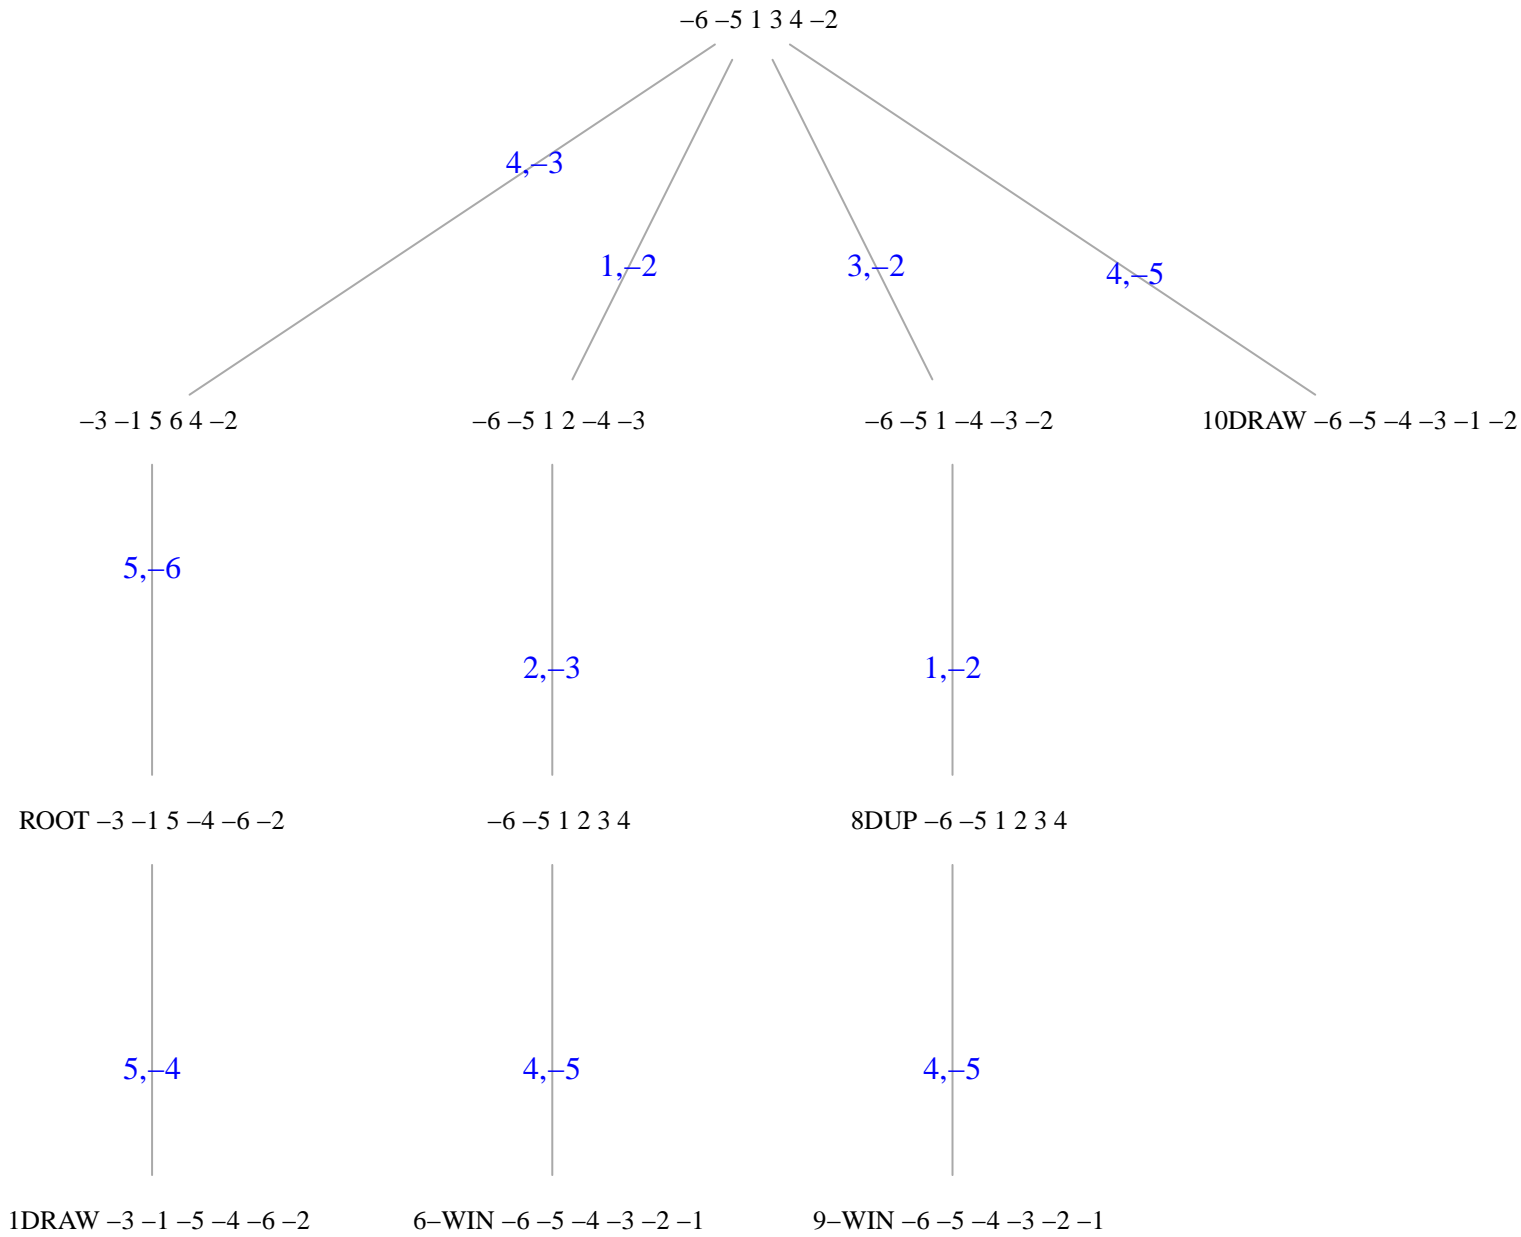 –6 –5 1 3 4 –2
4,–3
1,–2
3,–2
4,–5
–3 –1 5 6 4 –2
–6 –5 1 2 –4 –3
–6 –5 1 –4 –3 –2
10DRAW –6 –5 –4 –3 –1 –2
5,–6
2,–3
1,–2
ROOT –3 –1 5 –4 –6 –2
–6 –5 1 2 3 4
8DUP –6 –5 1 2 3 4
5,–4
4,–5
4,–5
1DRAW –3 –1 –5 –4 –6 –2
6–WIN –6 –5 –4 –3 –2 –1
9–WIN –6 –5 –4 –3 –2 –1